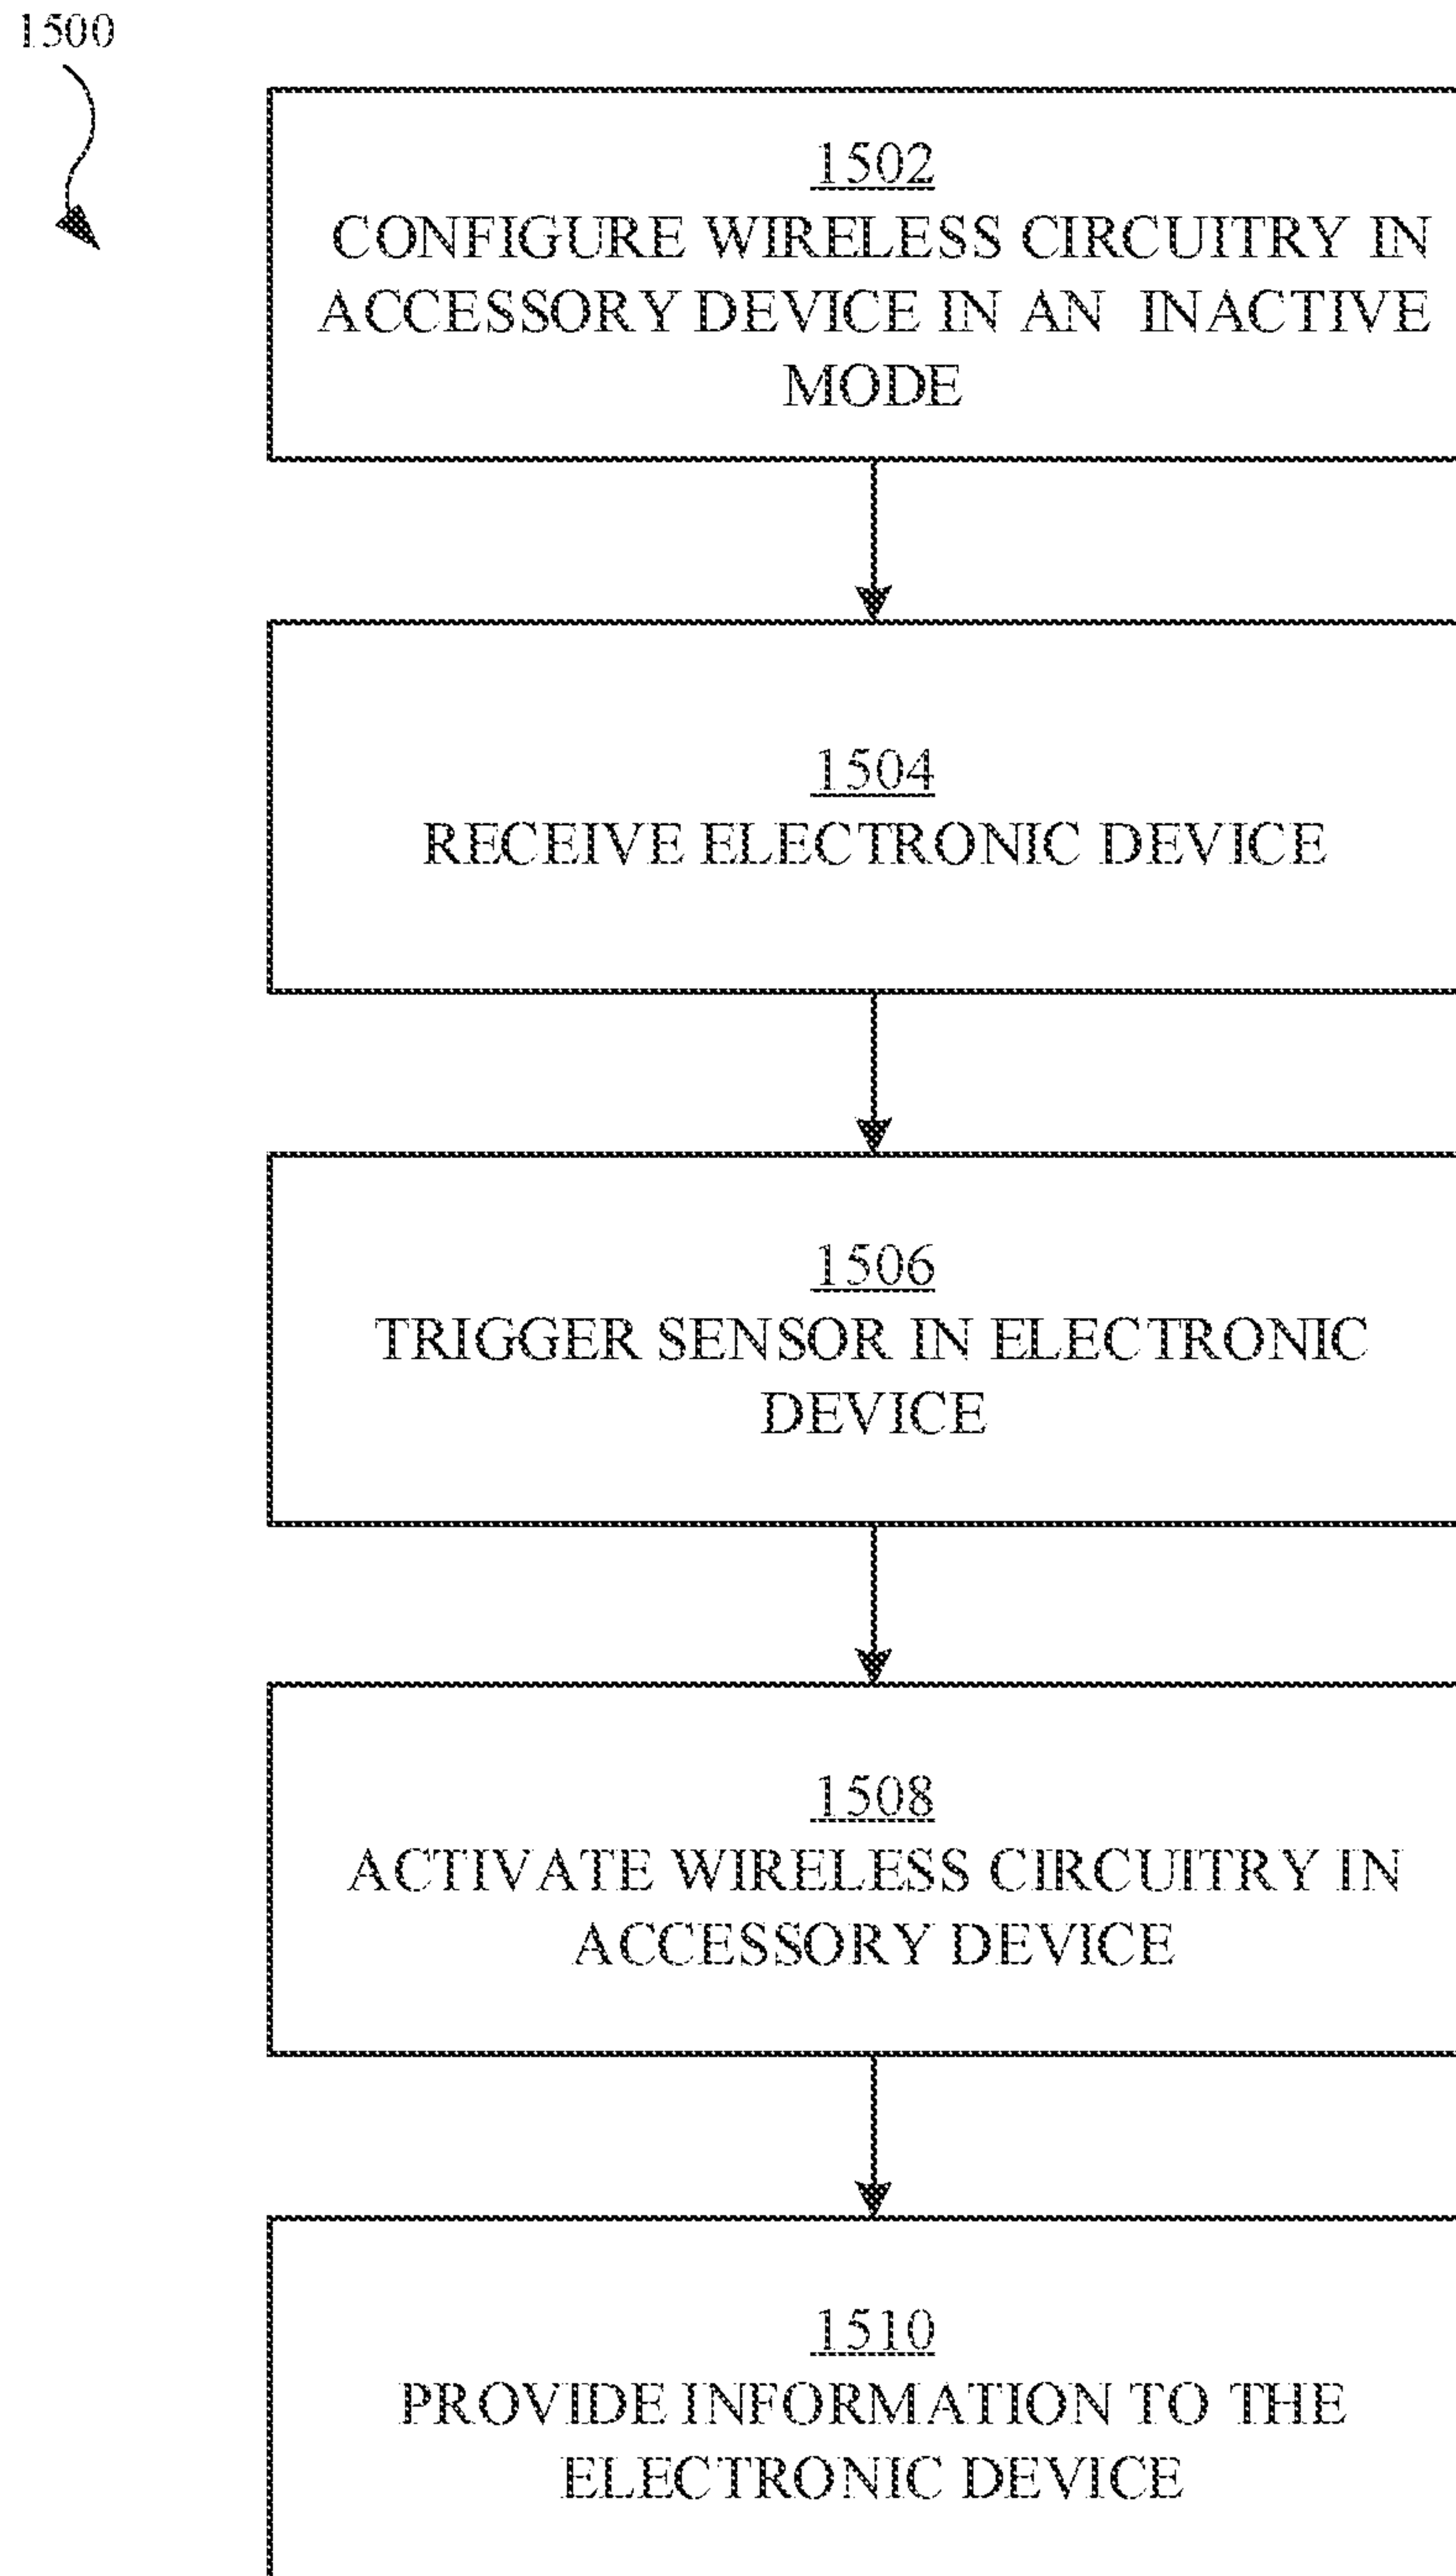 1500
1502
CONFIGURE WIRELESS CIRCUITRY IN
ACCESSORY DEVICE IN AN INACTIVE
MODE
1504
RECEIVE ELECTRONIC DEVICE
1506
TRIGGER SENSOR IN ELECTRONIC
DEVICE
1508
ACTIVATE WIRELESS CIRCUITRY IN
ACCESSORY DEVICE
1510
PROVIDE INFORMATION TO THE
ELECTRONIC DEVICE